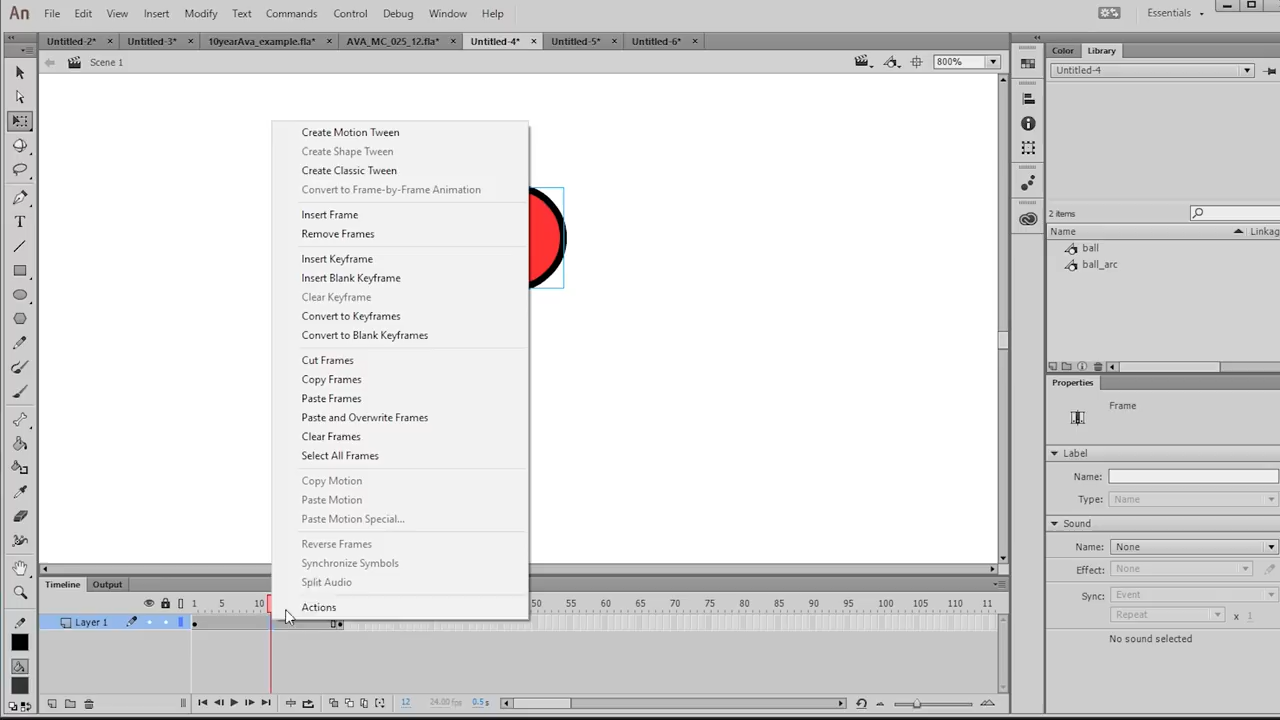 An File Edit View Insert Modify Text Commands Control Debug Window Help Essentials
Untitled-2* × Untitled-3* × 10yearAva_example.fla* × AVA_MC_025_12.fla* × Untitled-4* × Untitled-5* × Untitled-6* ×
Scene 1 800%
Create Motion Tween
Create Shape Tween
Create Classic Tween
Convert to Frame-by-Frame Animation
Insert Frame
Remove Frames
Insert Keyframe
Insert Blank Keyframe
Clear Keyframe
Convert to Keyframes
Convert to Blank Keyframes
Cut Frames
Copy Frames
Paste Frames
Paste and Overwrite Frames
Clear Frames
Select All Frames
Copy Motion
Paste Motion
Paste Motion Special...
Reverse Frames
Synchronize Symbols
Split Audio
Actions
Color Library
Untitled-4
2 items
Name Linkag
ball
ball_arc
Properties
Frame
Label
Name:
Type: Name
Sound
Name: None
Effect: None
Sync: Event
Repeat x 1
No sound selected
Timeline Output
1 5 10 50 55 60 65 70 75 80 85 90 95 100 105 110 11
Layer 1
12 24.00 fps 0.5s